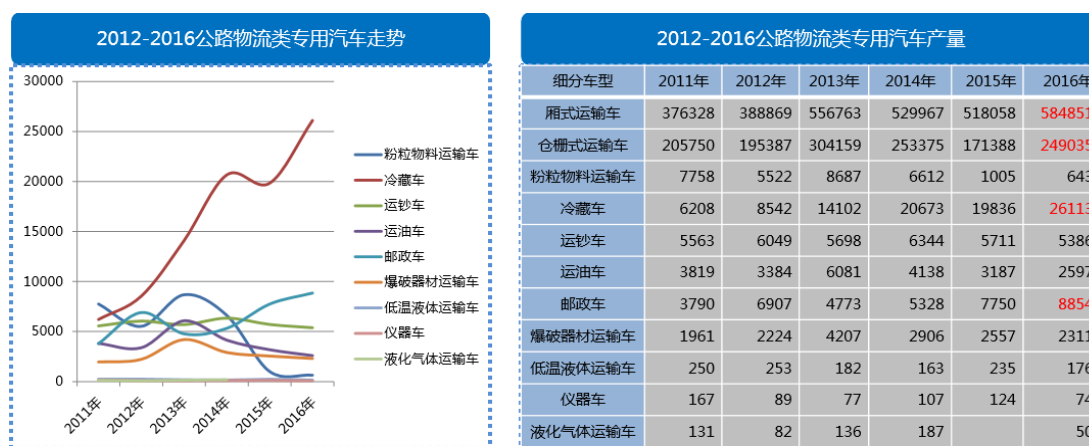 2012-2016公路物流类专用汽车走势
30000
25000
20000
15000
10000
5000
0
2011年 2012年 2013年 2014年 2015年 2016年
粉粒物料运输车
冷藏车
运钞车
运油车
邮政车
爆破器材运输车
低温液体运输车
仪器车
液化气体运输车
2012-2016公路物流类专用汽车产量
细分车型 2011年 2012年 2013年 2014年 2015年 2016年
厢式运输车 376328 388869 556763 529967 518058 584851
仓栅式运输车 205750 195387 304159 253375 171388 249035
粉粒物料运输车 7758 5522 8687 6612 1005 643
冷藏车 6208 8542 14102 20673 19836 26113
运钞车 5563 6049 5698 6344 5711 5386
运油车 3819 3384 6081 4138 3187 2597
邮政车 3790 6907 4773 5328 7750 8854
爆破器材运输车 1961 2224 4207 2906 2557 2311
低温液体运输车 250 253 182 163 235 176
仪器车 167 89 77 107 124 74
液化气体运输车 131 82 136 187